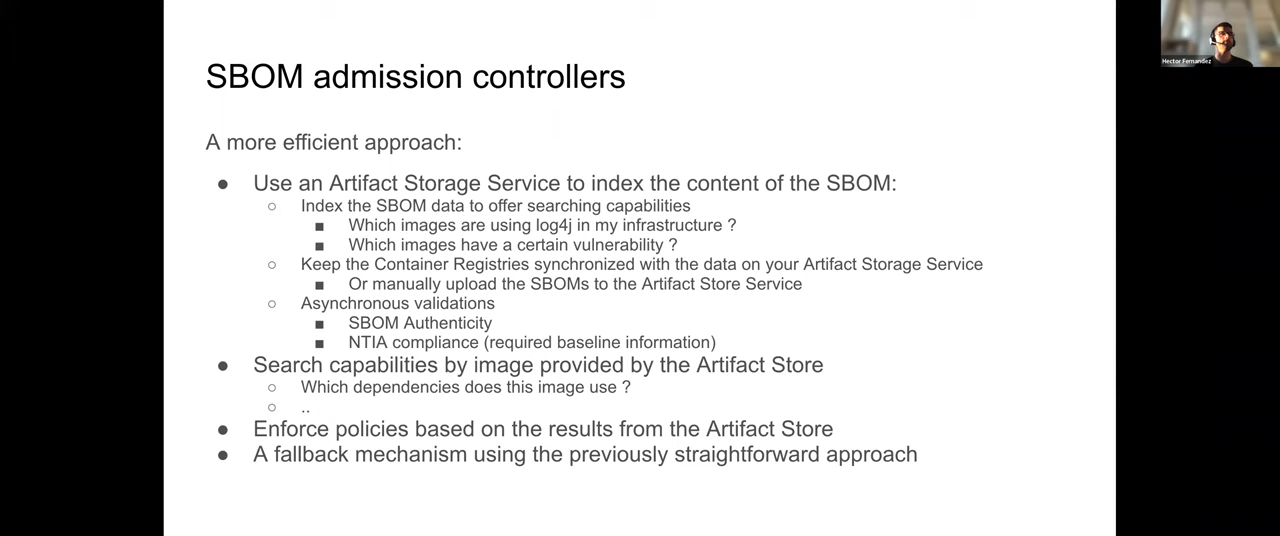 SBOM admission controllers
A more efficient approach:
● Use an Artifact Storage Service to index the content of the SBOM:
○ Index the SBOM data to offer searching capabilities
■ Which images are using log4j in my infrastructure ?
■ Which images have a certain vulnerability ?
○ Keep the Container Registries synchronized with the data on your Artifact Storage Service
■ Or manually upload the SBOMs to the Artifact Store Service
○ Asynchronous validations
■ SBOM Authenticity
■ NTIA compliance (required baseline information)
● Search capabilities by image provided by the Artifact Store
○ Which dependencies does this image use ?
○ ..
● Enforce policies based on the results from the Artifact Store
● A fallback mechanism using the previously straightforward approach
Hector Fernandez